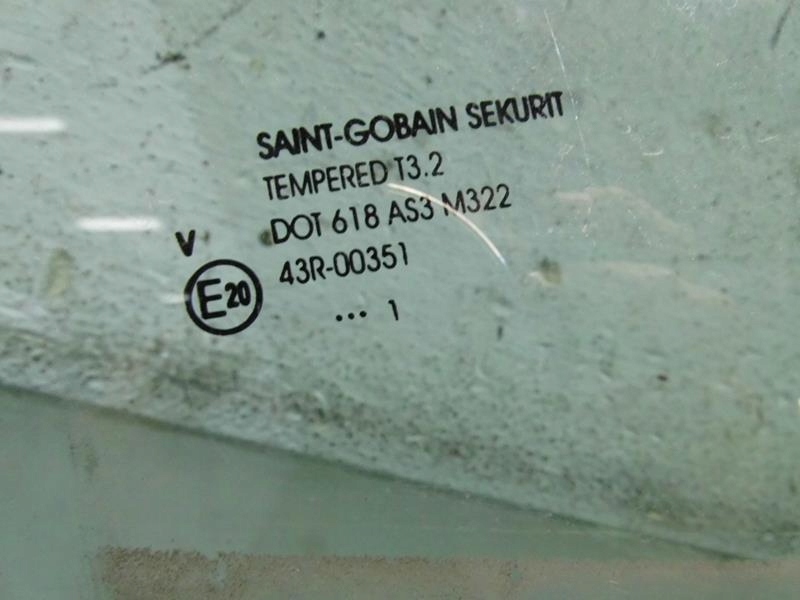 SAINT-GOBAIN SEKURIT
TEMPERED T3.2
DOT 618 AS3 M322
V
43R-00351
E20
... 1